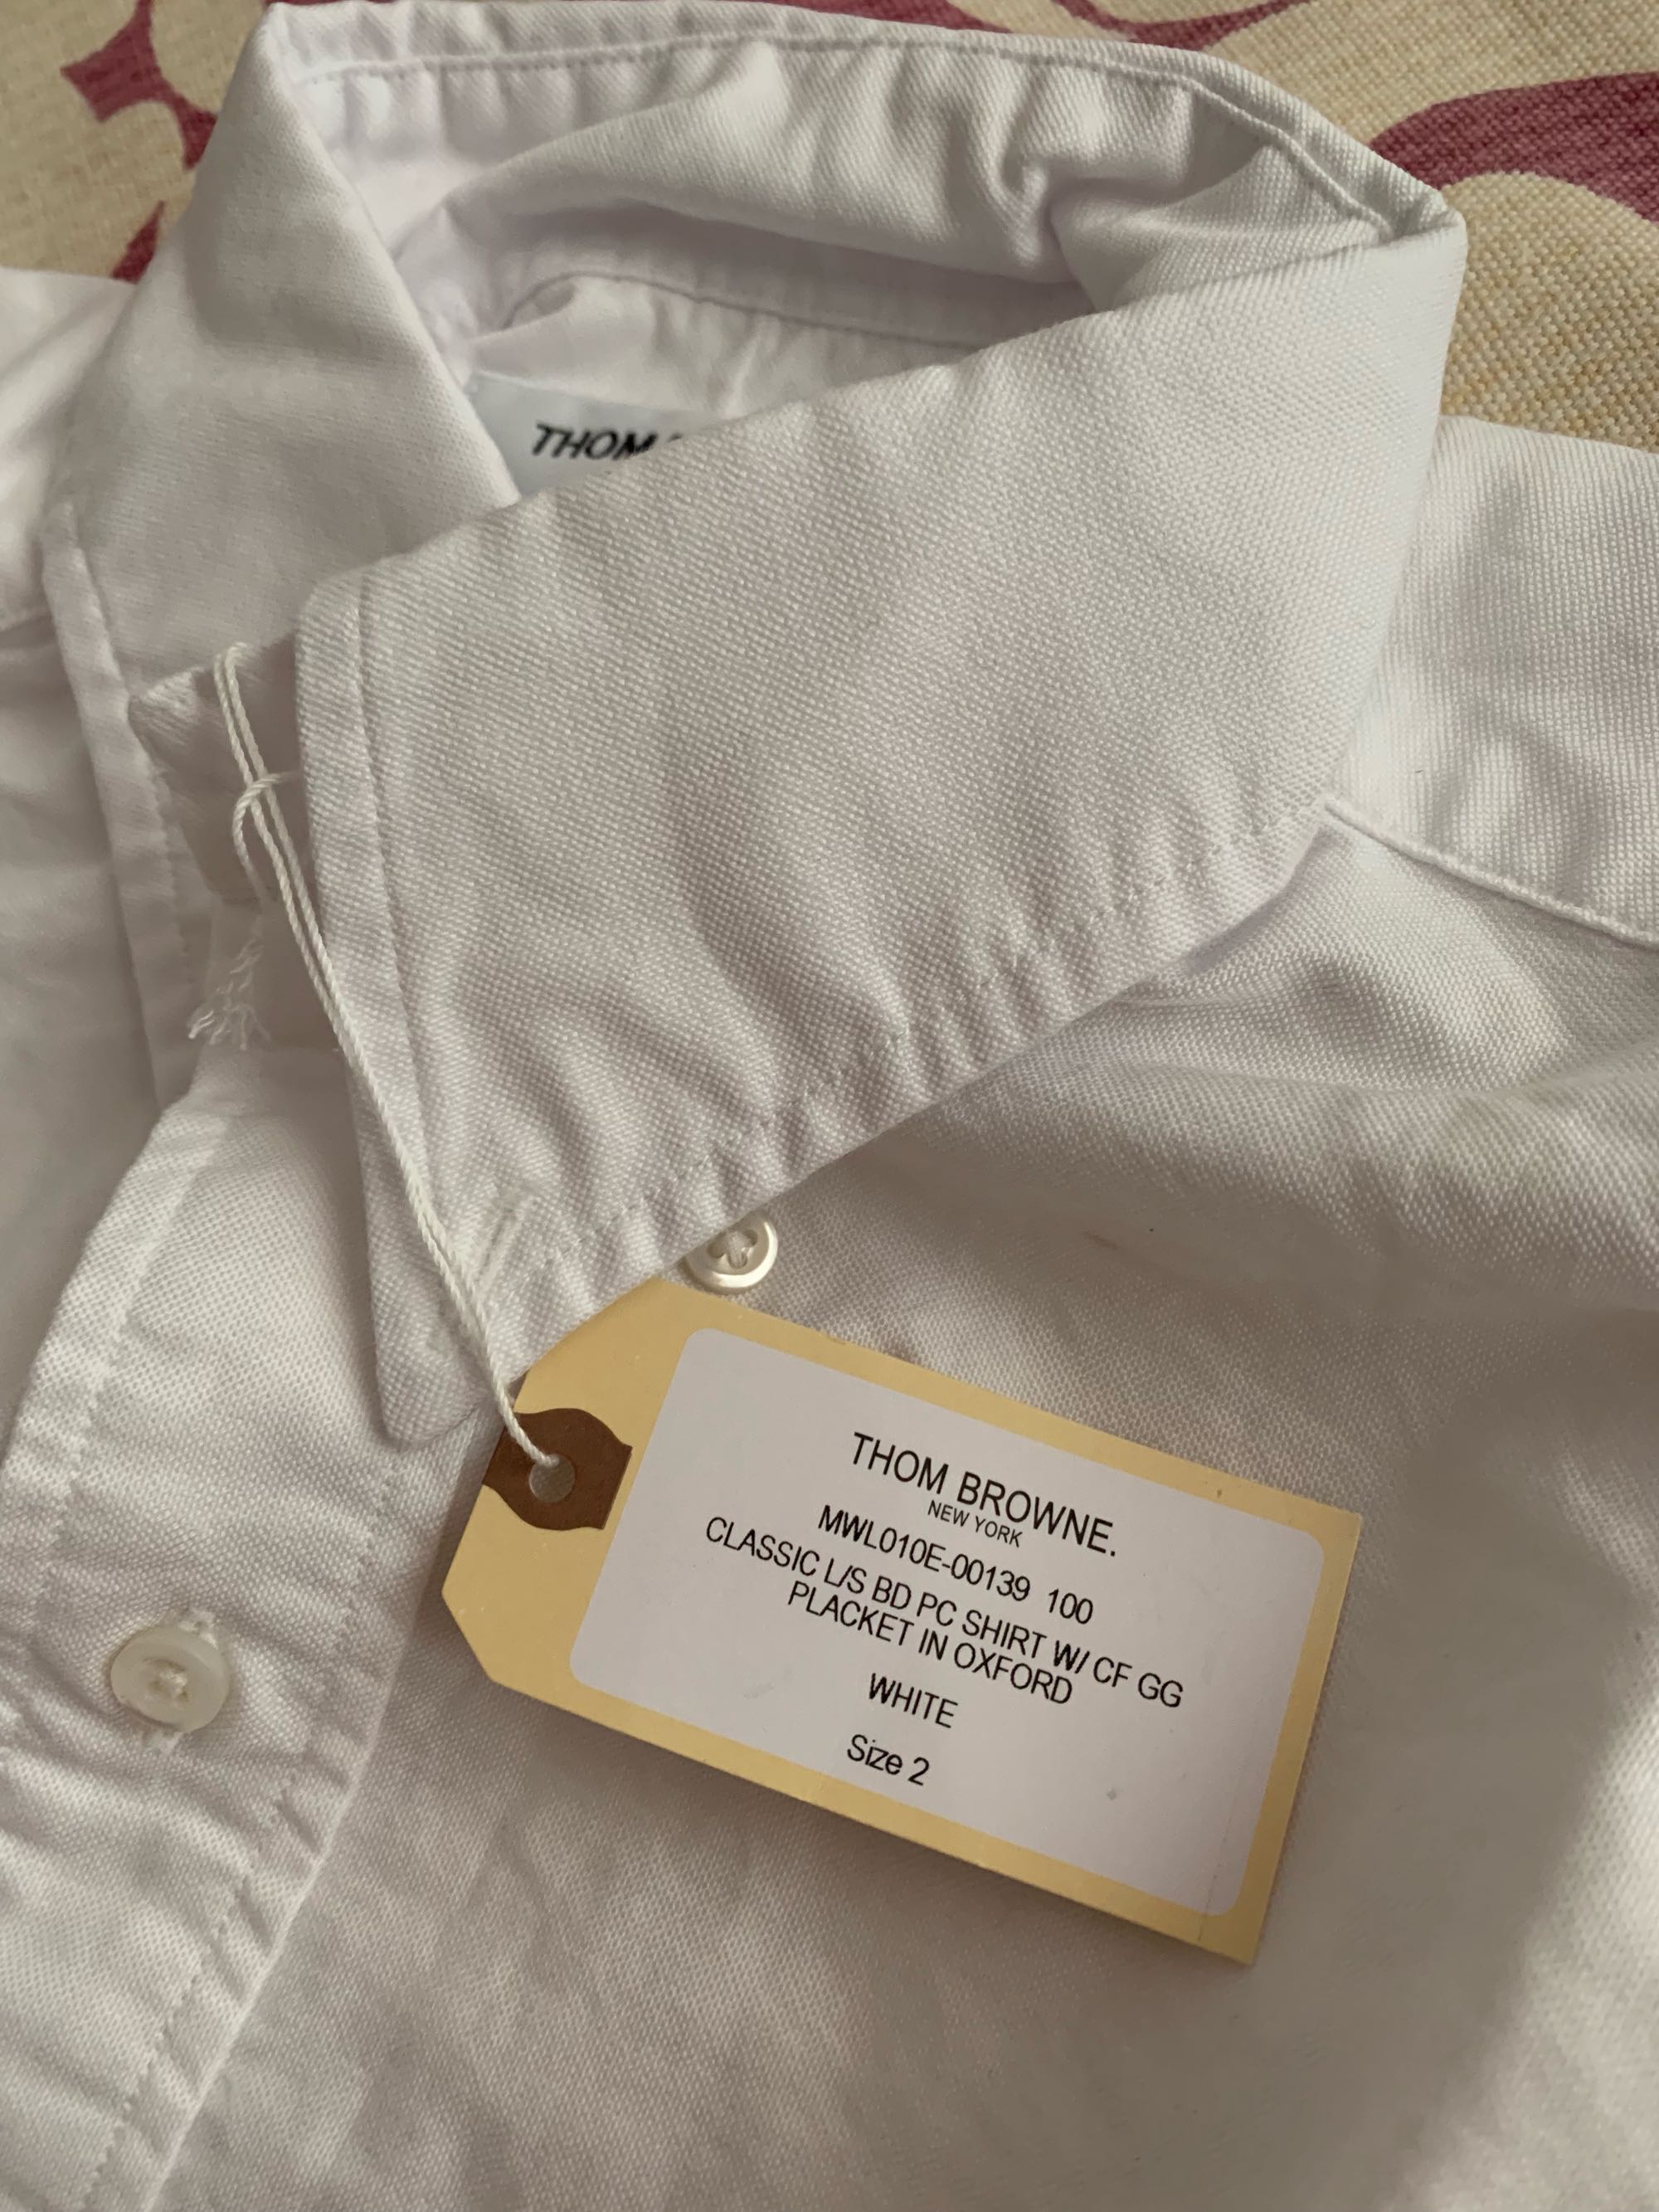 THOM
THOM BROWNE.
NEW YORK
MWL010E-00139 100
CLASSIC L/S BD PC SHIRT W/ CF GG
PLACKET IN OXFORD
WHITE
Size 2